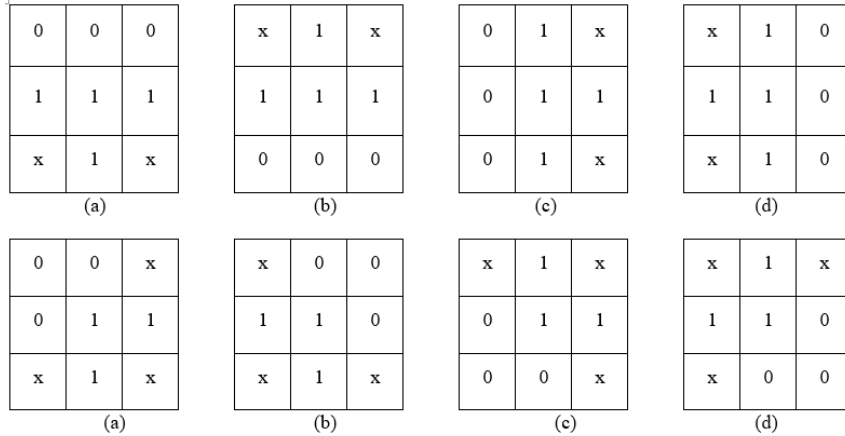 0 0 0 x 1 x 0 1 x x 1 0
1 1 1 1 1 1 0 1 1 1 1 0
x 1 x 0 0 0 0 1 x x 1 0
(a) (b) (c) (d)
0 0 x x 0 0 x 1 x x 1 x
0 1 1 1 1 0 0 1 1 1 1 0
x 1 x x 1 x 0 0 x x 0 0
(a) (b) (c) (d)